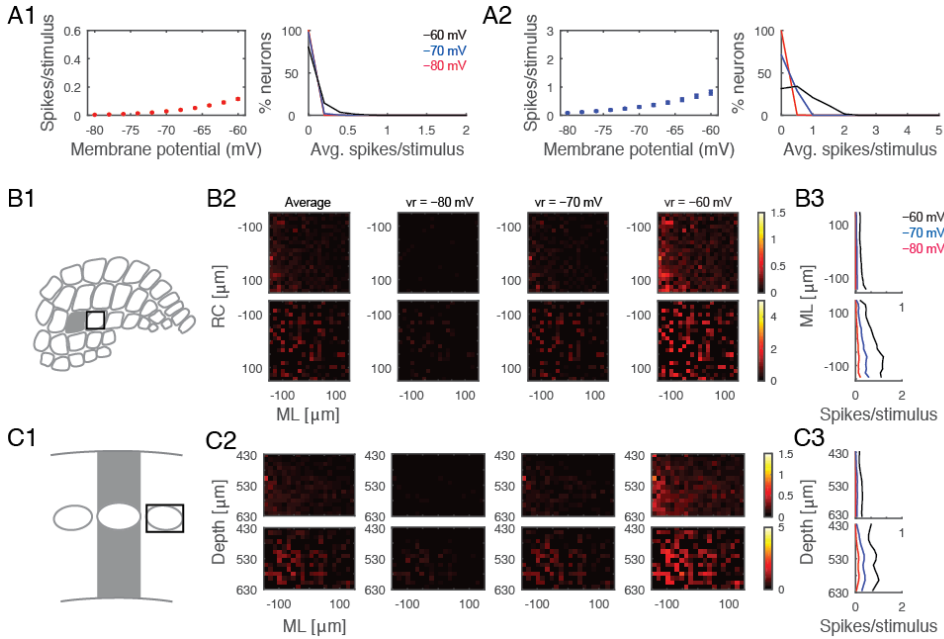 A1
0.6
0.4
0.2
0
Spikes/stimulus
-80 -75 -70 -65 -60
Membrane potential (mV)
100
50
0
% neurons
−60 mV
−70 mV
−80 mV
0 0.5 1 1.5 2
Avg. spikes/stimulus
A2
3
2
1
0
Spikes/stimulus
-80 -75 -70 -65 -60
Membrane potential (mV)
100
50
0
% neurons
0 1 2 3 4 5
Avg. spikes/stimulus
B1
B2
Average
vr = −80 mV
vr = −70 mV
vr = −60 mV
-100 -100 -100 -100
100 100 100 100
1.5
1
0.5
0
RC [µm]
-100 -100 -100 -100
100 100 100 100
4
2
0
-100 100 -100 100 -100 100 -100 100
ML [µm]
B3
−60 mV
−70 mV
−80 mV
100
-100
ML [µm]
1
100
-100
0 2
Spikes/stimulus
C1
C2
430 430 430 430
530 530 530 530
630 630 630 630
1.5
1
0.5
0
Depth [µm]
430 430 430 430
530 530 530 530
630 630 630 630
5
0
-100 100 -100 100 -100 100 -100 100
ML [µm]
C3
430
530
630
Depth [µm]
1
430
530
630
0 2
Spikes/stimulus